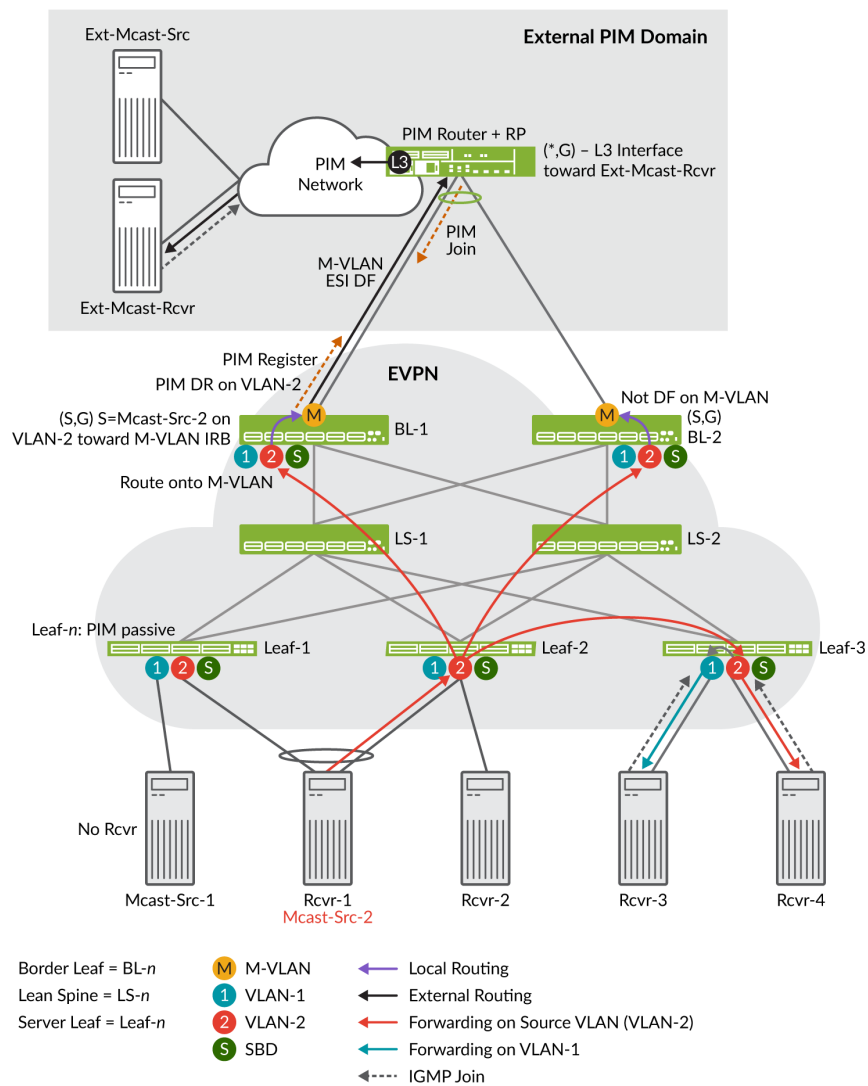 Ext-Mcast-Src
External PIM Domain
PIM Router + RP
L3
(*,G) – L3 Interface
toward Ext-Mcast-Rcvr
PIM
Network
PIM
Join
M-VLAN
ESI DF
Ext-Mcast-Rcvr
PIM Register
PIM DR on VLAN-2
EVPN
Not DF on M-VLAN
(S,G)
(S,G) S=Mcast-Src-2 on
VLAN-2 toward M-VLAN IRB
M
BL-1
M
BL-2
1 2 S
1 2 S
Route onto M-VLAN
LS-1
LS-2
Leaf-n: PIM passive
Leaf-1
Leaf-2
Leaf-3
1 2 S
1 2 S
1 2 S
No Rcvr
Mcast-Src-1
Rcvr-1
Mcast-Src-2
Rcvr-2
Rcvr-3
Rcvr-4
Border Leaf = BL-n
Lean Spine = LS-n
Server Leaf = Leaf-n
M M-VLAN
1 VLAN-1
2 VLAN-2
S SBD
Local Routing
External Routing
Forwarding on Source VLAN (VLAN-2)
Forwarding on VLAN-1
IGMP Join